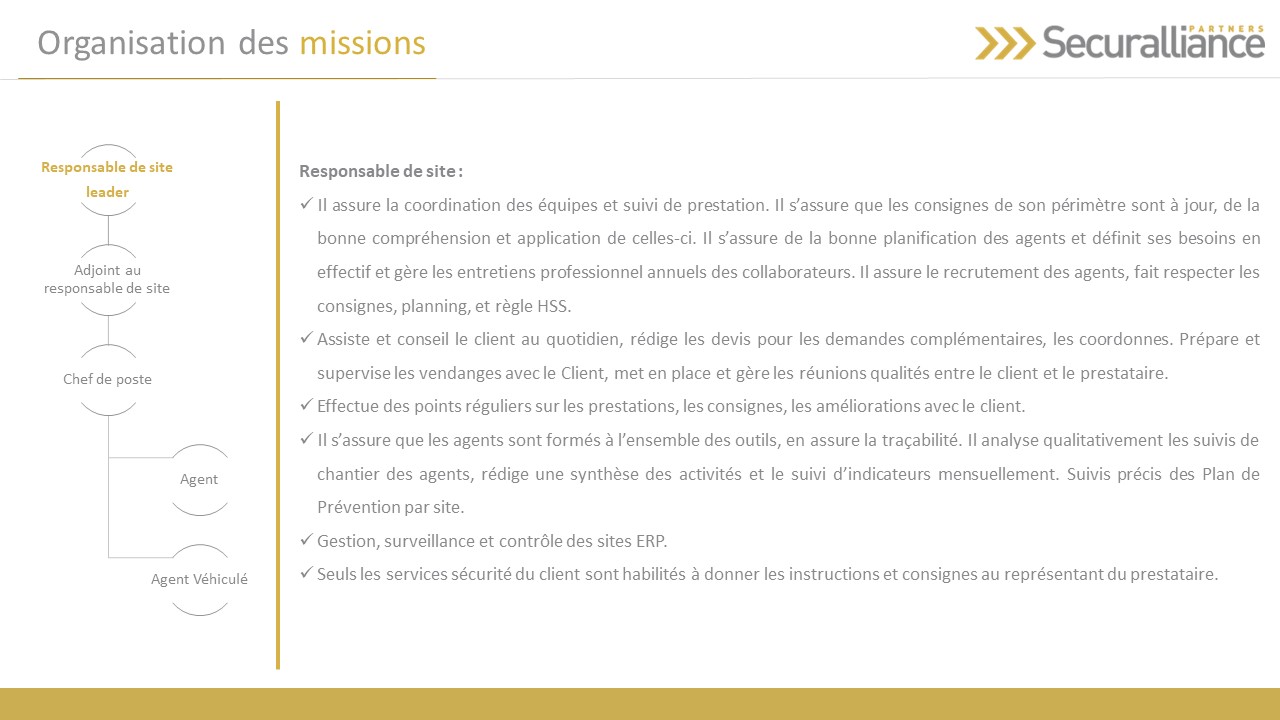 Organisation des missions
PARTNERS
Securalliance
Responsable de site
leader
Adjoint au
responsable de site
Chef de poste
Agent
Agent Véhiculé
Responsable de site :
✓ Il assure la coordination des équipes et suivi de prestation. Il s’assure que les consignes de son périmètre sont à jour, de la
bonne compréhension et application de celles-ci. Il s’assure de la bonne planification des agents et définit ses besoins en
effectif et gère les entretiens professionnel annuels des collaborateurs. Il assure le recrutement des agents, fait respecter les
consignes, planning, et règle HSS.
✓ Assiste et conseil le client au quotidien, rédige les devis pour les demandes complémentaires, les coordonnes. Prépare et
supervise les vendanges avec le Client, met en place et gère les réunions qualités entre le client et le prestataire.
✓ Effectue des points réguliers sur les prestations, les consignes, les améliorations avec le client.
✓ Il s’assure que les agents sont formés à l’ensemble des outils, en assure la traçabilité. Il analyse qualitativement les suivis de
chantier des agents, rédige une synthèse des activités et le suivi d’indicateurs mensuellement. Suivis précis des Plan de
Prévention par site.
✓ Gestion, surveillance et contrôle des sites ERP.
✓ Seuls les services sécurité du client sont habilités à donner les instructions et consignes au représentant du prestataire.